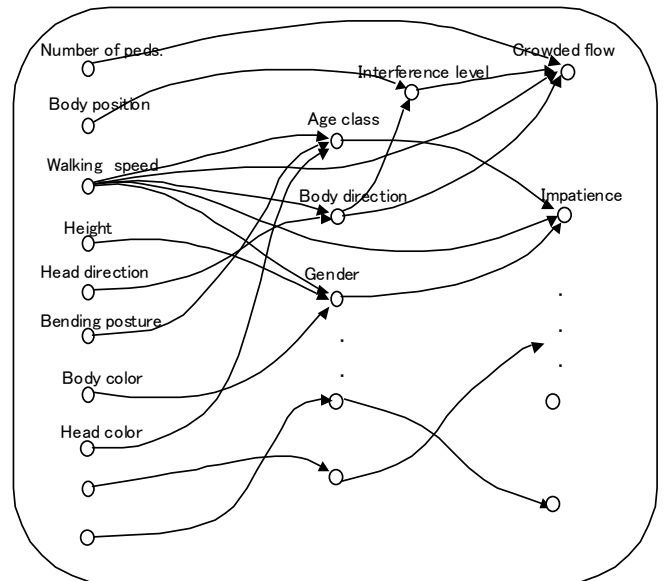 Number of peds.
Crowded flow
Interference level
Body position
Age class
Walking speed
Body direction
Impatience
Height
Head direction
Gender
Bending posture
Body color
Head color